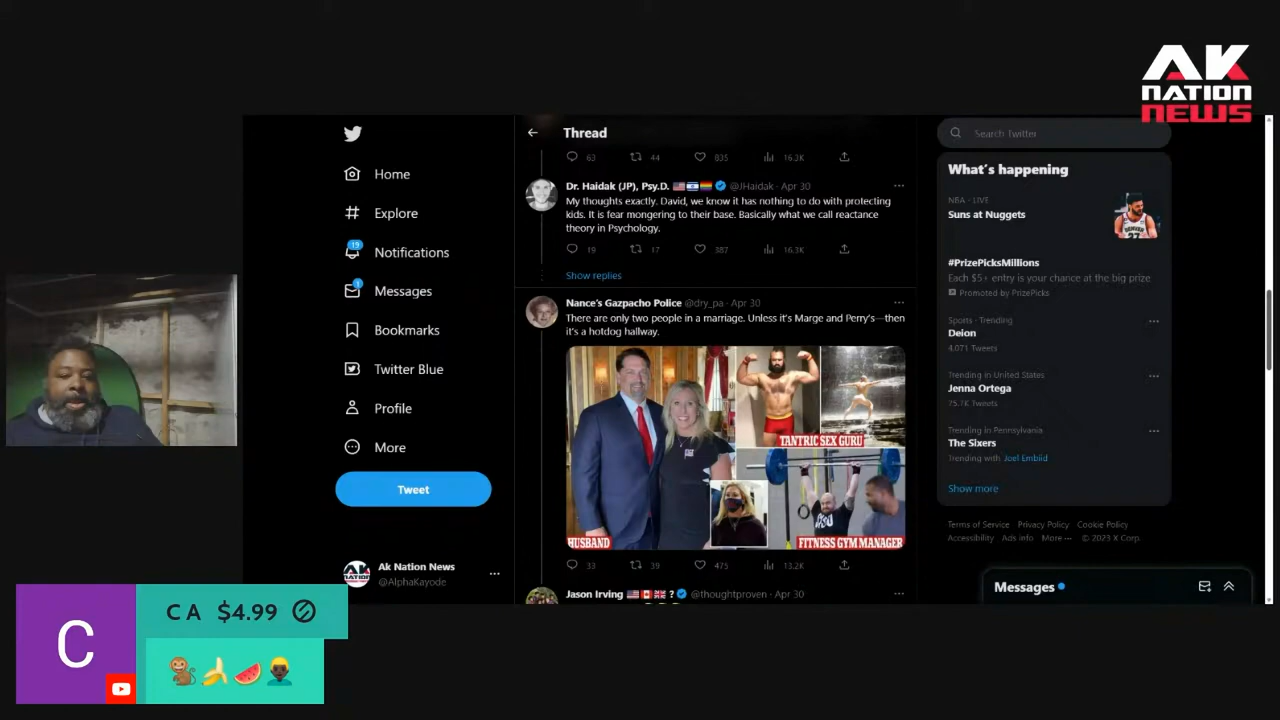 AK
NATION
NEWS
Thread
Search Twitter
Home
Explore
19
Notifications
1
Messages
Bookmarks
Twitter Blue
Profile
More
Tweet
Ak Nation News
@AlphaKayode
63 44 835 16.3K
Dr. Haidak (JP), Psy.D. 🇺🇸🇮🇱🏳️‍🌈 @JHaidak · Apr 30
My thoughts exactly. David, we know it has nothing to do with protecting
kids. It is fear mongering to their base. Basically what we call reactance
theory in Psychology.
19 17 387 16.3K
Show replies
Nance's Gazpacho Police @dry_pa · Apr 30
There are only two people in a marriage. Unless it's Marge and Perry's—then
it's a hotdog hallway.
TANTRIC SEX GURU
HUSBAND
FITNESS GYM MANAGER
33 39 475 13.2K
Jason Irving 🇺🇸🇨🇦🇬🇧 ? @thoughtproven · Apr 30
What's happening
NBA · LIVE
Suns at Nuggets
#PrizePicksMillions
Each $5+ entry is your chance at the big prize
Promoted by PrizePicks
Sports · Trending
Deion
4,071 Tweets
Trending in United States
Jenna Ortega
75.7K Tweets
Trending in Pennsylvania
The Sixers
Trending with Joel Embiid
Show more
Terms of Service Privacy Policy Cookie Policy
Accessibility Ads info More ··· © 2023 X Corp.
Messages
C
C A $4.99
🐒🍌🍉👱🏿‍♂️